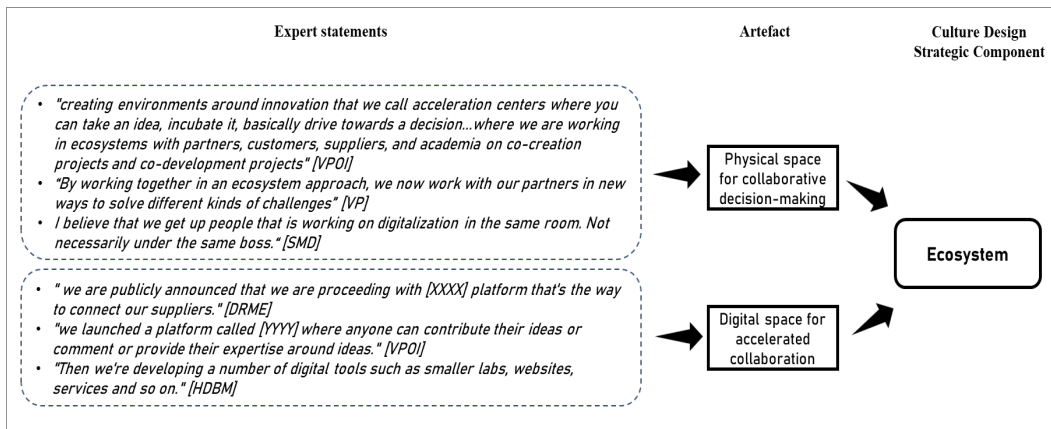 Expert statements
Artefact
Culture Design
Strategic Component
• "creating environments around innovation that we call acceleration centers where you
can take an idea, incubate it, basically drive towards a decision...where we are working
in ecosystems with partners, customers, suppliers, and academia on co-creation
projects and co-development projects" [VPOI]
• "By working together in an ecosystem approach, we now work with our partners in new
ways to solve different kinds of challenges" [VP]
• I believe that we get up people that is working on digitalization in the same room. Not
necessarily under the same boss." [SMD]
Physical space
for collaborative
decision-making
Ecosystem
• " we are publicly announced that we are proceeding with [XXXX] platform that's the way
to connect our suppliers." [DRME]
• "we launched a platform called [YYYY] where anyone can contribute their ideas or
comment or provide their expertise around ideas." [VPOI]
• "Then we're developing a number of digital tools such as smaller labs, websites,
services and so on." [HDBM]
Digital space for
accelerated
collaboration